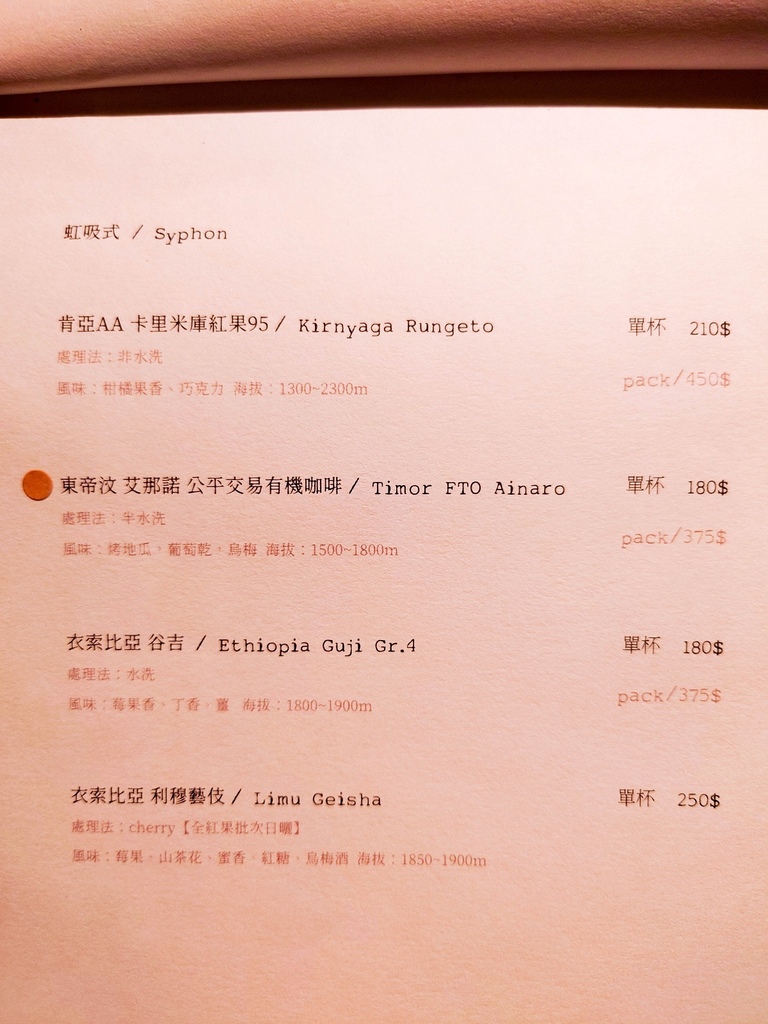 虹吸式 / Syphon
肯亞AA 卡里米庫紅果95 / Kirnyaga Rungeto 單杯 210$
處理法：非水洗
風味：柑橘果香、巧克力 海拔：1300~2300m pack/450$
東帝汶 艾那諾 公平交易有機咖啡 / Timor FTO Ainaro 單杯 180$
處理法：半水洗
風味：烤地瓜，葡萄乾，烏梅 海拔：1500~1800m pack/375$
衣索比亞 谷吉 / Ethiopia Guji Gr.4 單杯 180$
處理法：水洗
風味：莓果香、丁香、薑 海拔：1800~1900m pack/375$
衣索比亞 利穆藝伎 / Limu Geisha 單杯 250$
處理法：cherry【全紅果批次日曬】
風味：莓果，山茶花、蜜香，紅糖，烏梅酒 海拔：1850~1900m